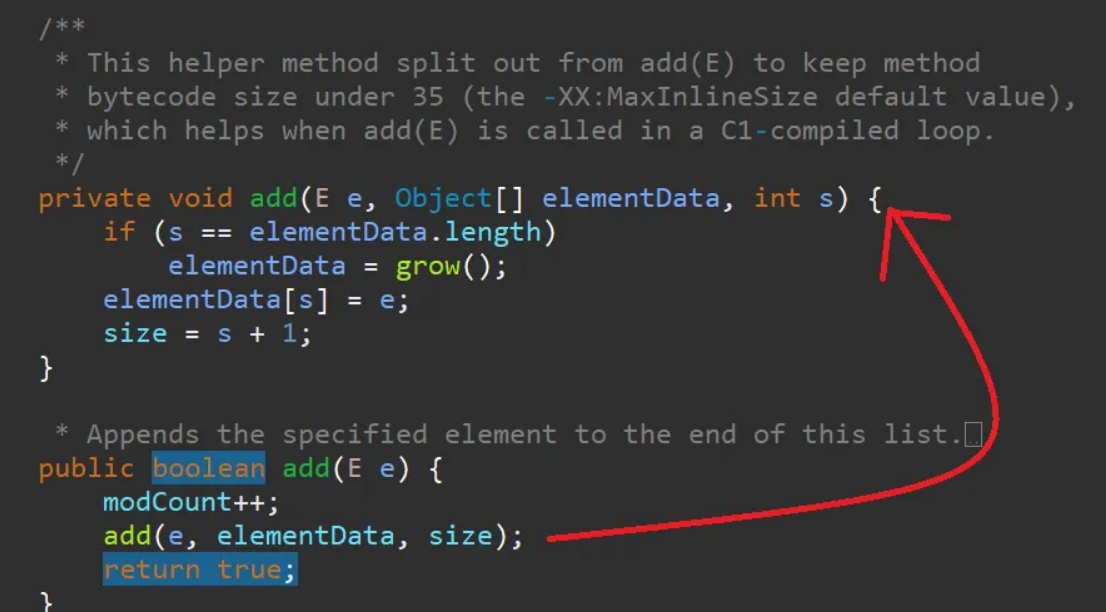 /**
 * This helper method split out from add(E) to keep method
 * bytecode size under 35 (the -XX:MaxInlineSize default value),
 * which helps when add(E) is called in a C1-compiled loop.
 */
private void add(E e, Object[] elementData, int s) {
    if (s == elementData.length)
        elementData = grow();
    elementData[s] = e;
    size = s + 1;
}
 * Appends the specified element to the end of this list.
public boolean add(E e) {
    modCount++;
    add(e, elementData, size);
    return true;
}